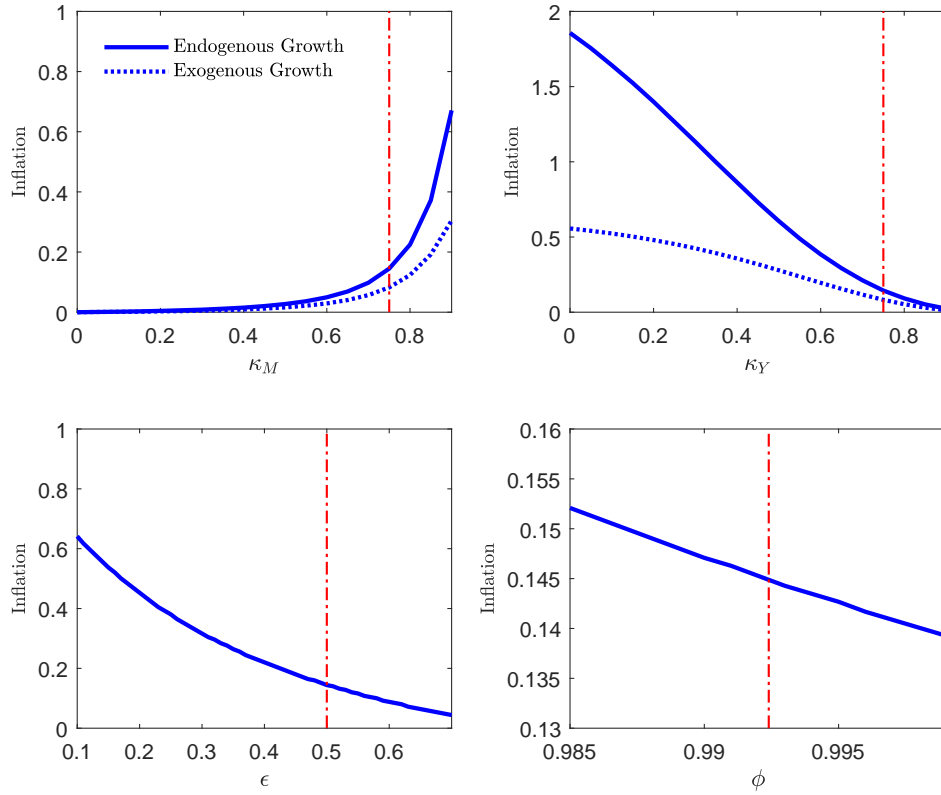 1
0.8
0.6
0.4
0.2
0
Inflation
Endogenous Growth
Exogenous Growth
0 0.2 0.4 0.6 0.8
κ_M
2
1.5
1
0.5
0
Inflation
0 0.2 0.4 0.6 0.8
κ_Y
1
0.8
0.6
0.4
0.2
0
Inflation
0.1 0.2 0.3 0.4 0.5 0.6
ϵ
0.16
0.155
0.15
0.145
0.14
0.135
0.13
Inflation
0.985 0.99 0.995
ϕ